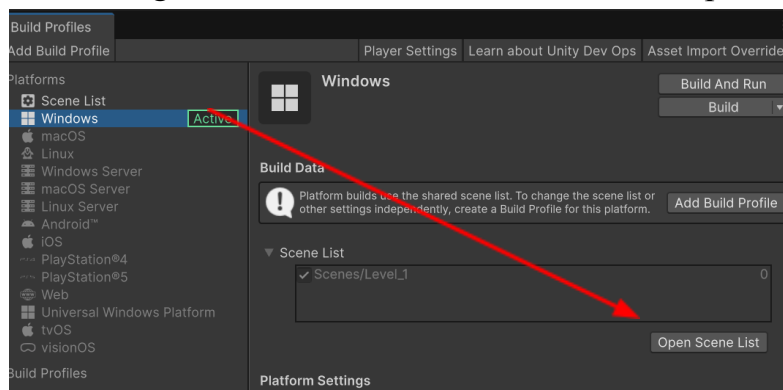 Build Profiles
Add Build Profile
Player Settings
Learn about Unity Dev Ops
Asset Import Override
Platforms
Scene List
Windows
Active
macOS
Linux
Windows Server
macOS Server
Linux Server
Android™
iOS
PlayStation®4
PlayStation®5
Web
Universal Windows Platform
tvOS
visionOS
Build Profiles
Windows
Build And Run
Build
Build Data
Platform builds use the shared scene list. To change the scene list or
other settings independently, create a Build Profile for this platform.
Add Build Profile
Scene List
Scenes/Level_1
0
Open Scene List
Platform Settings